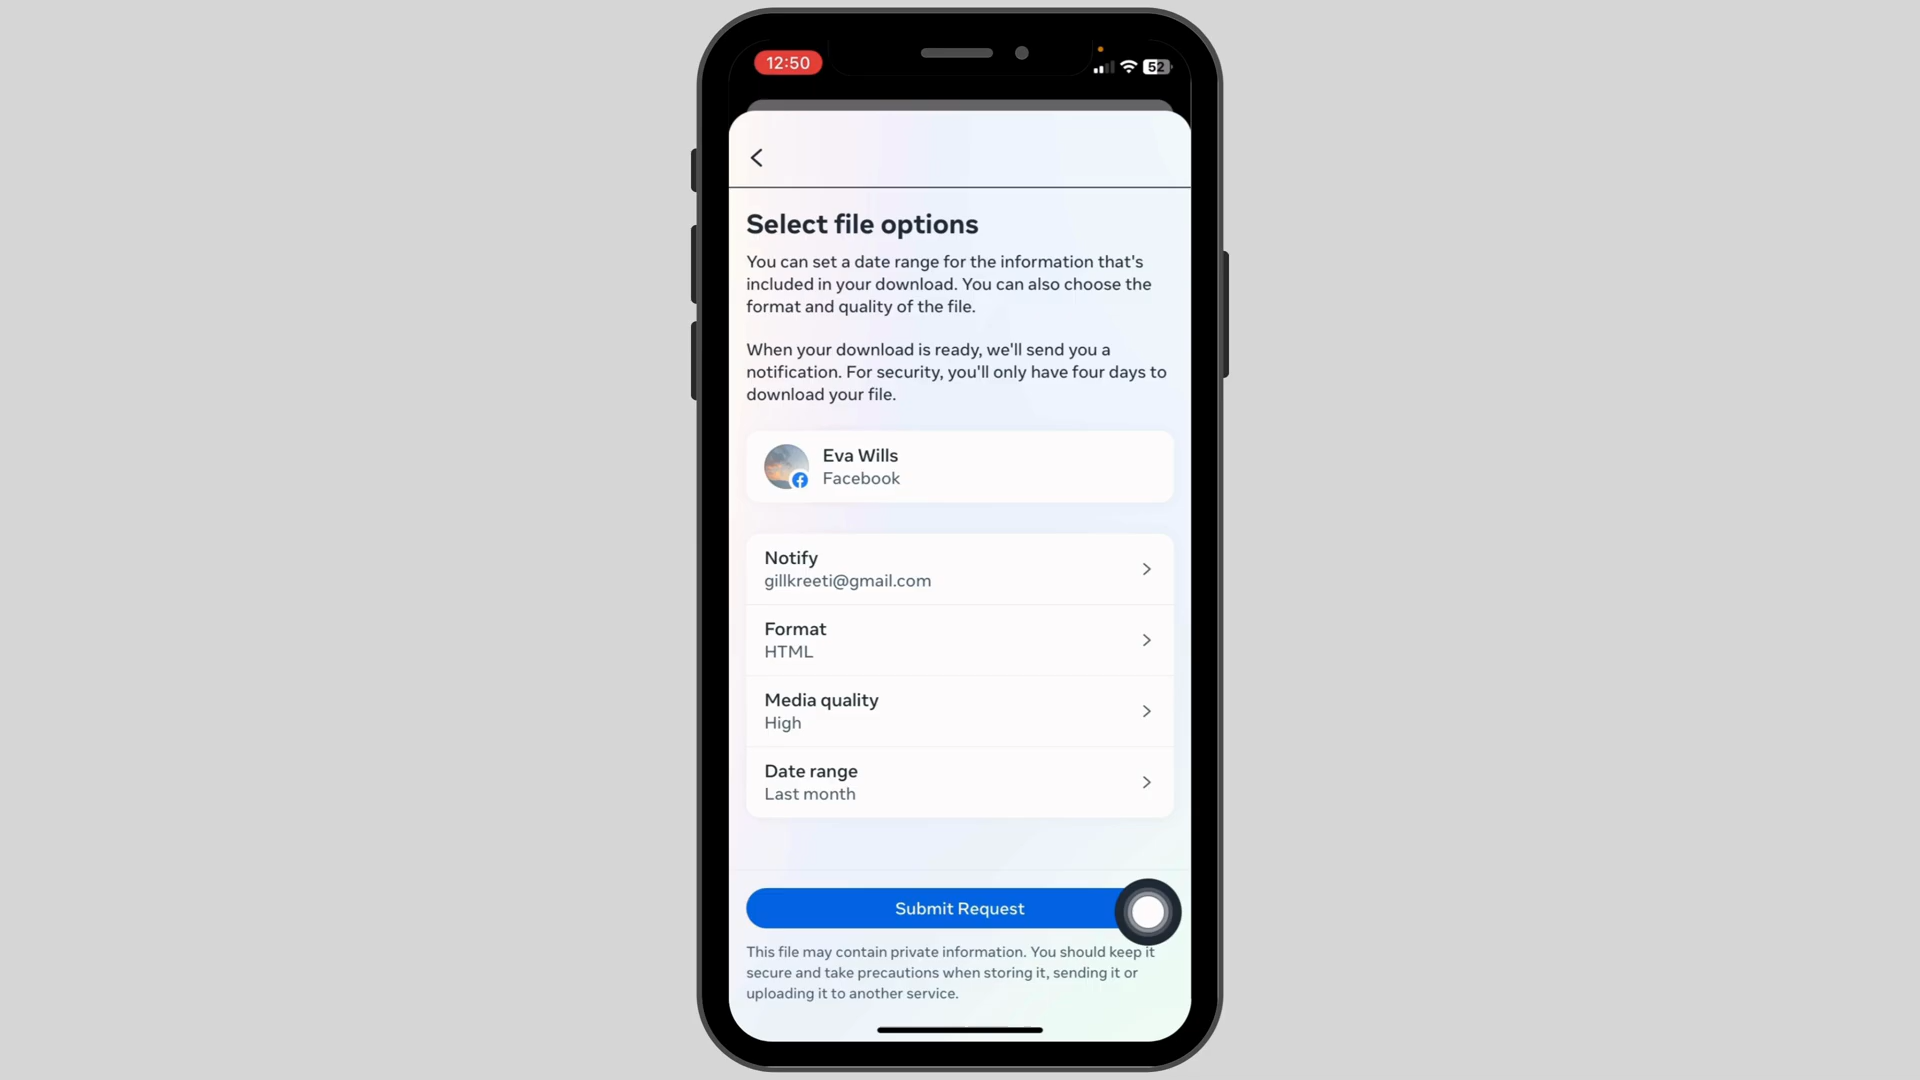 12:50
52
Select file options
You can set a date range for the information that's
included in your download. You can also choose the
format and quality of the file.
When your download is ready, we'll send you a
notification. For security, you'll only have four days to
download your file.
Eva Wills
Facebook
Notify
gillkreeti@gmail.com
Format
HTML
Media quality
High
Date range
Last month
Submit Request
This file may contain private information. You should keep it
secure and take precautions when storing it, sending it or
uploading it to another service.